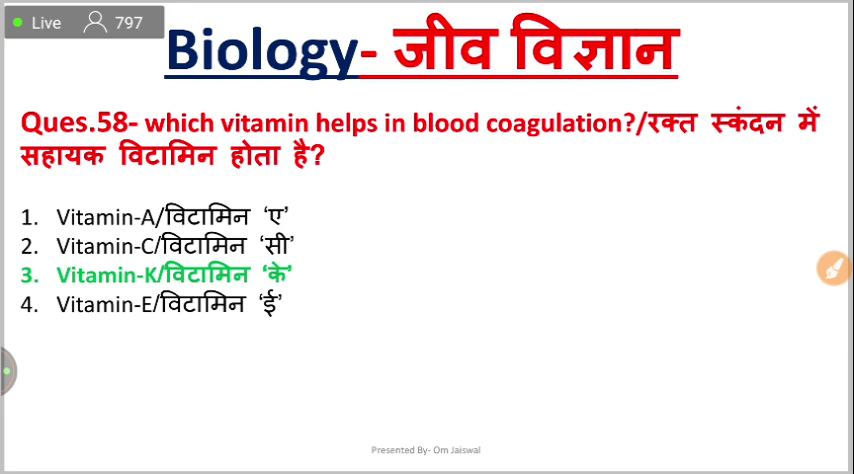 Live 797
Biology- जीव विज्ञान
Ques.58- which vitamin helps in blood coagulation?/रक्त स्कंदन में
सहायक विटामिन होता है?
1. Vitamin-A/विटामिन ‘ए’
2. Vitamin-C/विटामिन ‘सी’
3. Vitamin-K/विटामिन ‘के’
4. Vitamin-E/विटामिन ‘ई’
Presented By- Om Jaiswal